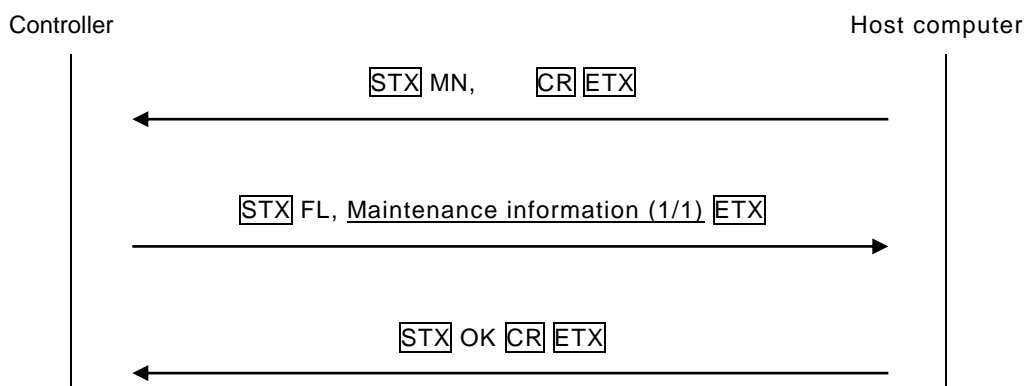 Controller Host computer
STX MN, CR ETX
STX FL, Maintenance information (1/1) ETX
STX OK CR ETX